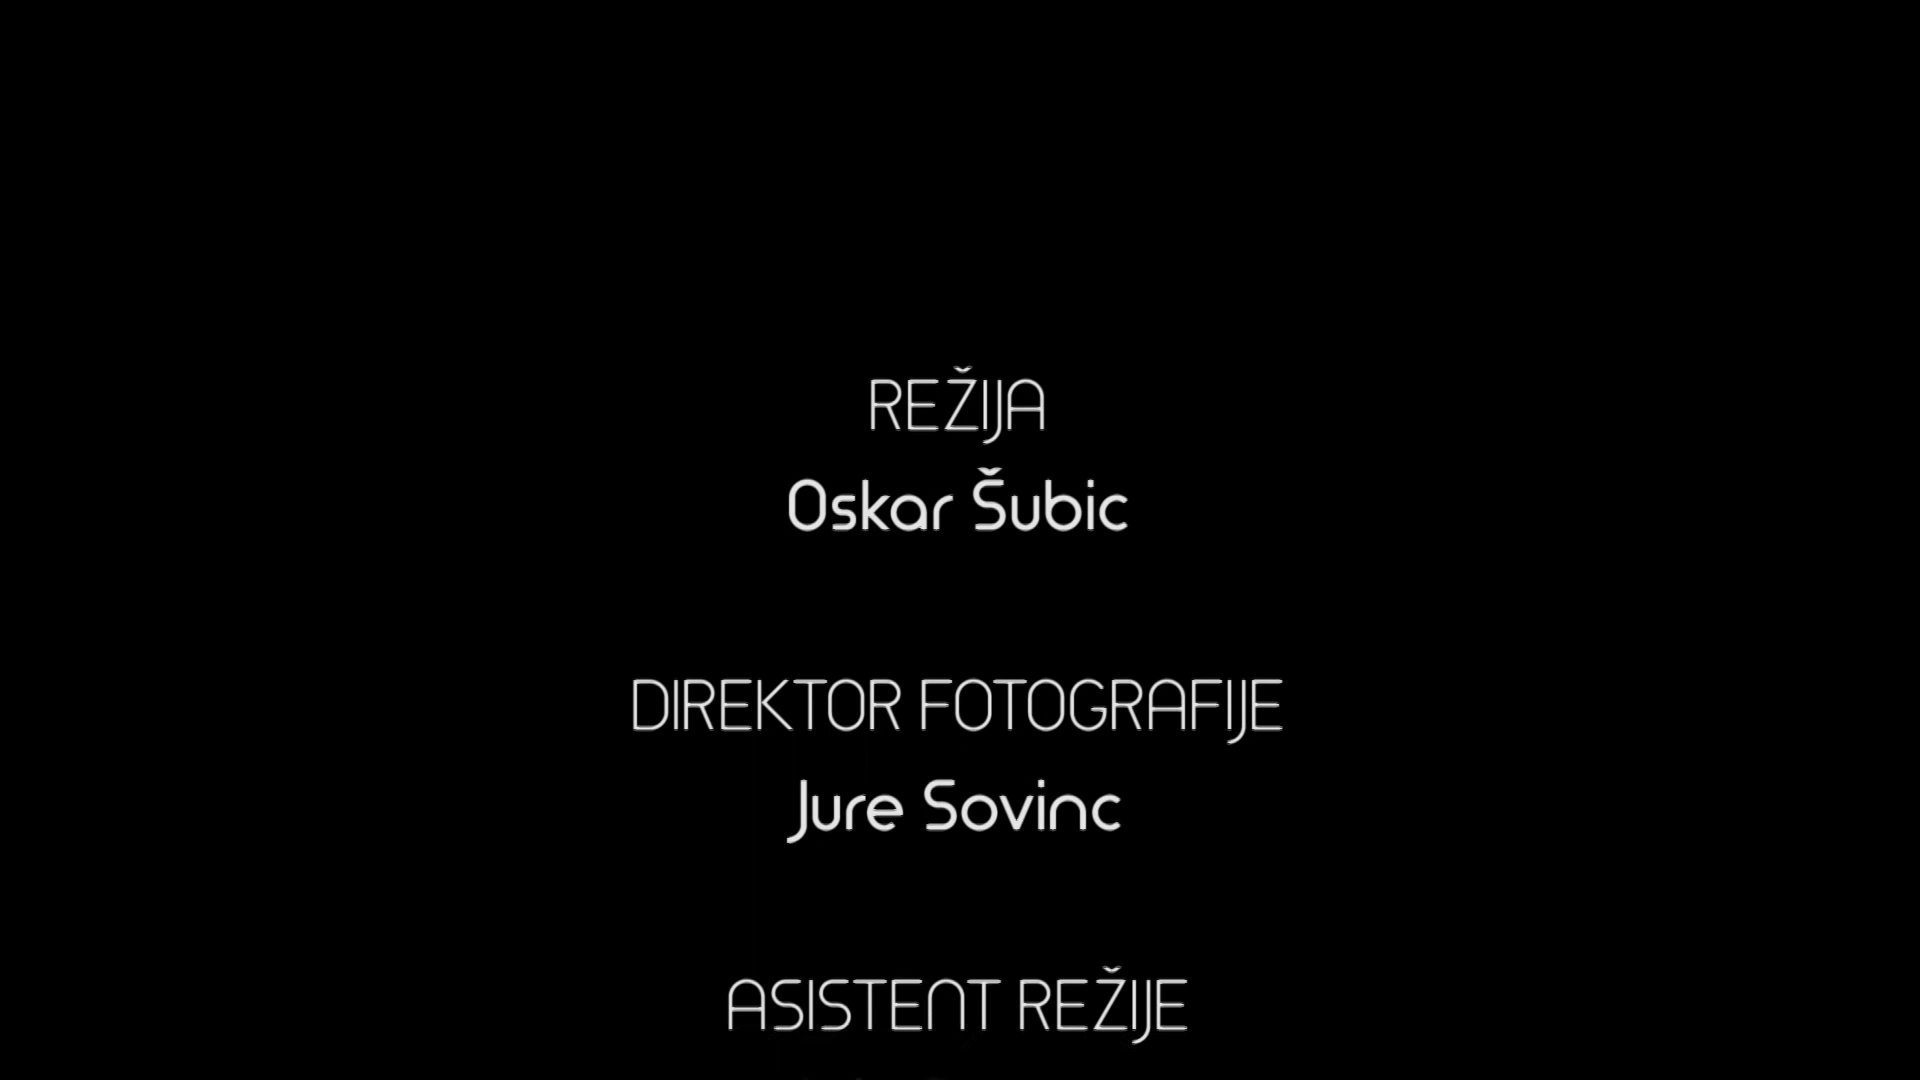 REŽIJA
Oskar Šubic
DIREKTOR FOTOGRAFIJE
Jure Sovinc
ASISTENT REŽIJE